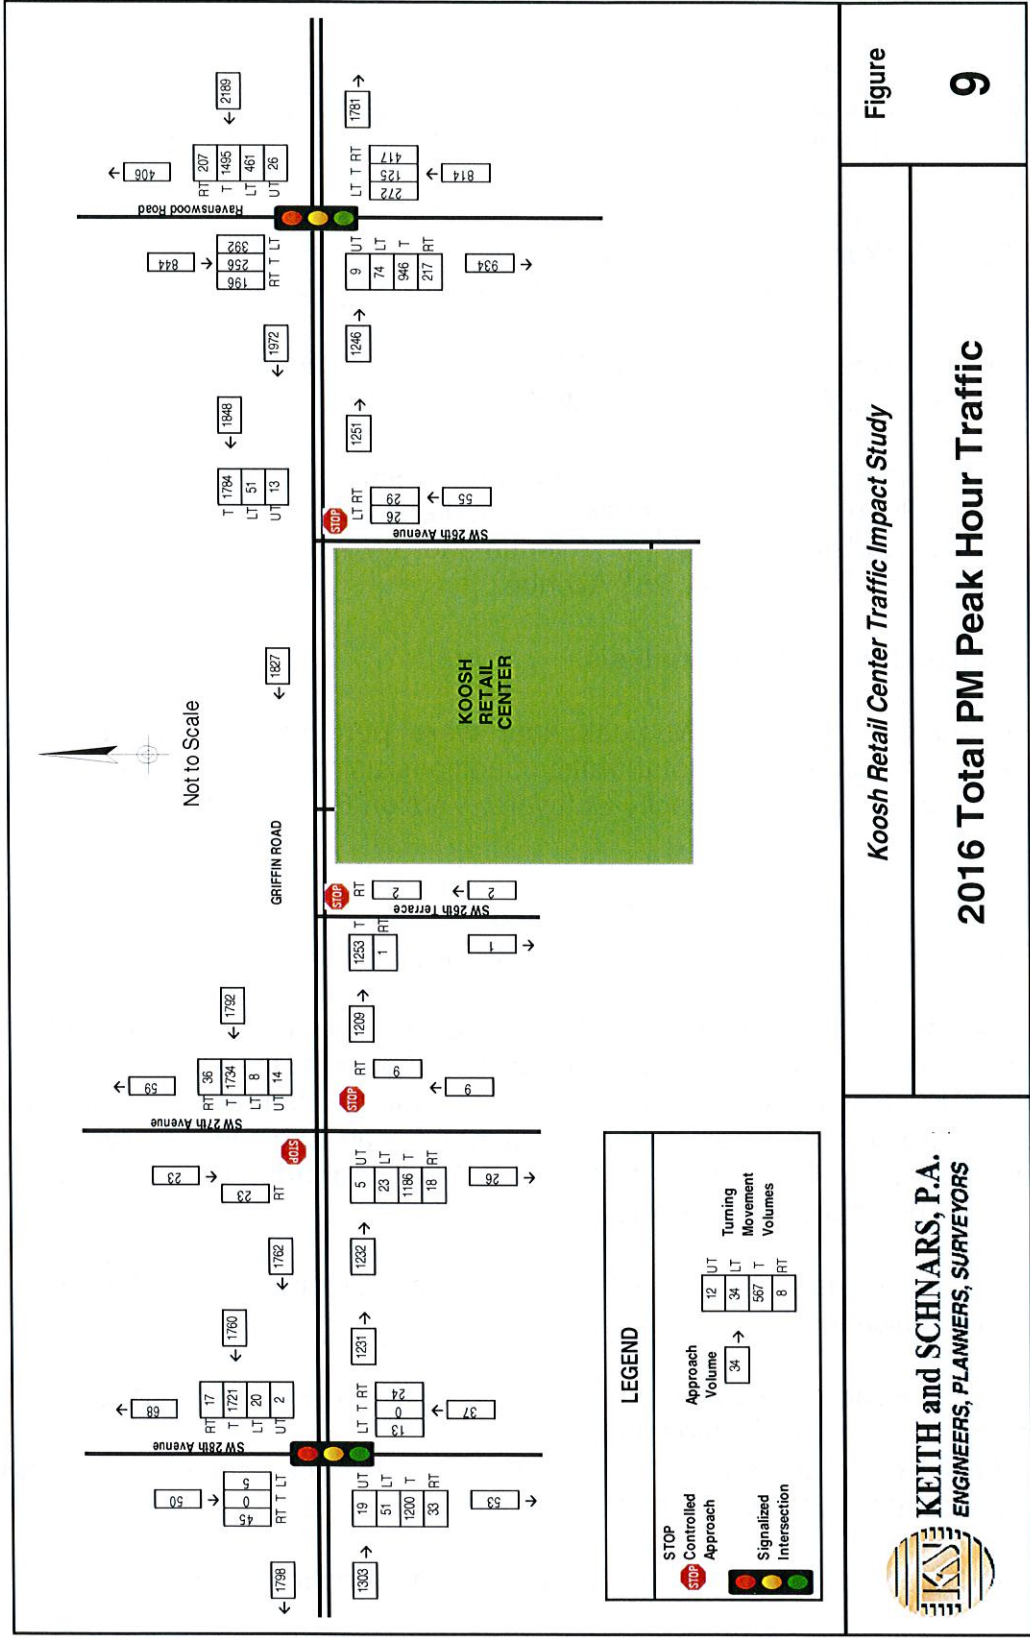 Not to Scale
GRIFFIN ROAD
1798
1303
50
45 0 5
RT T LT
SW 28th Avenue
68
RT 17
T 1721
LT 20
UT 2
1760
19 UT
51 LT
1200 T
33 RT
53
LT T RT
13 0 24
37
1231
1762
1232
23
23
RT
STOP
SW 27th Avenue
59
RT 36
T 1734
LT 8
UT 14
1792
5 UT
23 LT
1186 T
18 RT
26
STOP
RT
9
9
1209
1253 T
1 RT
1
SW 26th Terrace
STOP
RT
2
2
KOOSH
RETAIL
CENTER
1827
SW 26th Avenue
STOP
LT RT
26 29
55
T 1784
LT 51
UT 13
1848
1251
1972
1246
844
196 256 392
RT T LT
9 UT
74 LT
946 T
217 RT
934
Ravenswood Road
406
RT 207
T 1495
LT 461
UT 26
2189
LT T RT
272 125 417
814
1781
LEGEND
STOP
STOP Controlled
Approach
Signalized
Intersection
Approach
Volume
34
12 UT
34 LT
567 T
8 RT
Turning
Movement
Volumes
KS
KEITH and SCHNARS, P.A.
ENGINEERS, PLANNERS, SURVEYORS
Koosh Retail Center Traffic Impact Study
2016 Total PM Peak Hour Traffic
Figure
9